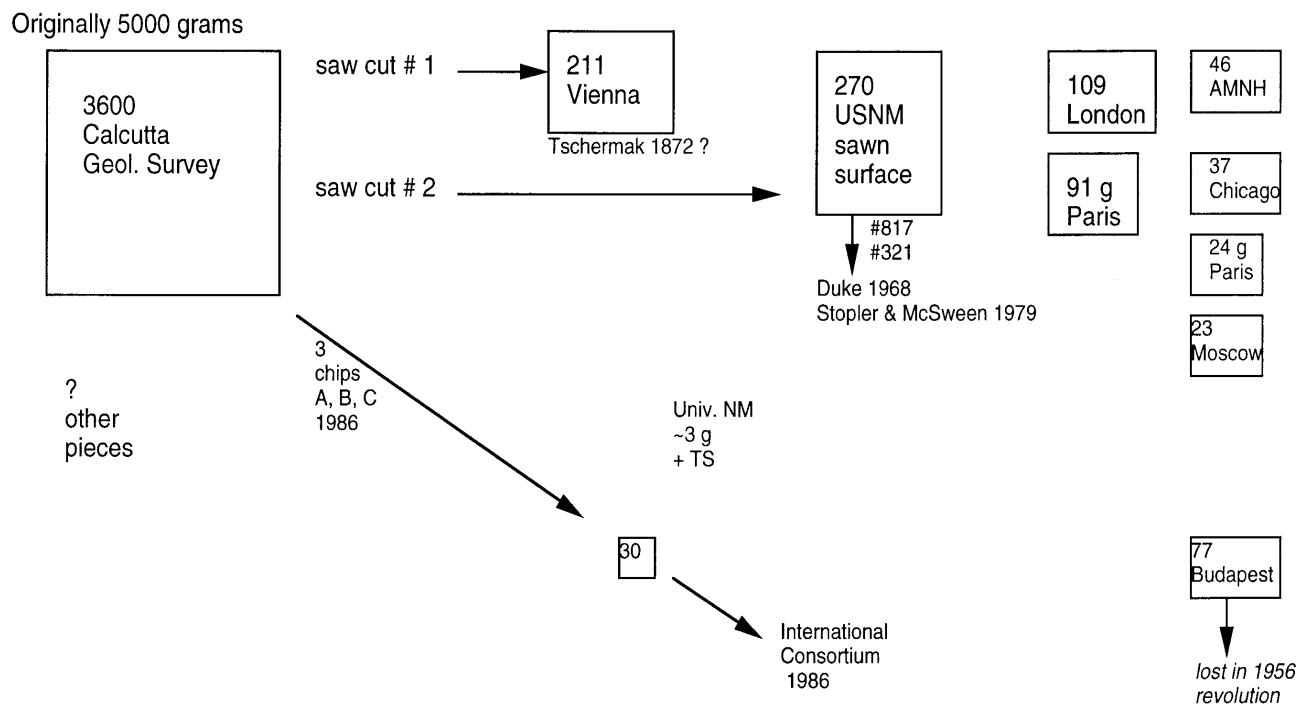 Originally 5000 grams
3600
Calcutta
Geol. Survey
saw cut # 1
211
Vienna
Tschermak 1872 ?
saw cut # 2
270
USNM
sawn
surface
#817
#321
Duke 1968
Stopler & McSween 1979
109
London
91 g
Paris
46
AMNH
37
Chicago
24 g
Paris
23
Moscow
?
other
pieces
3
chips
A, B, C
1986
Univ. NM
~3 g
+ TS
30
International
Consortium
1986
77
Budapest
lost in 1956
revolution